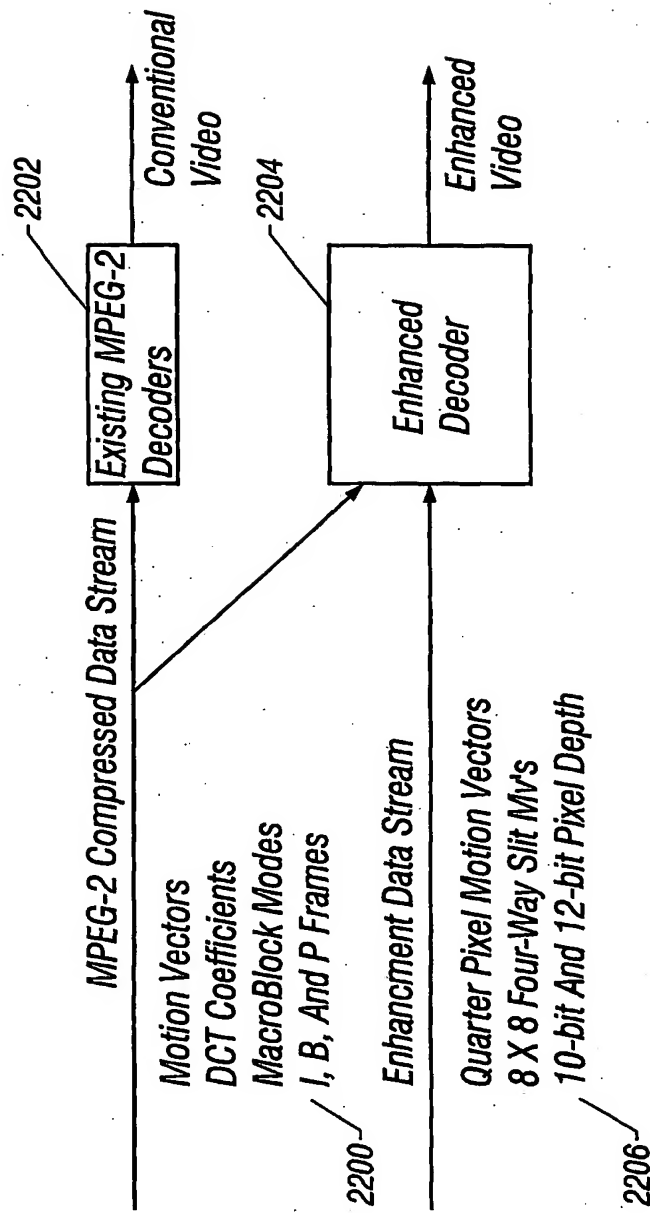 MPEG-2 Compressed Data Stream
Motion Vectors
DCT Coefficients
MacroBlock Modes
I, B, And P Frames
2200
Existing MPEG-2
Decoders
2202
Conventional
Video
Enhancment Data Stream
Quarter Pixel Motion Vectors
8 X 8 Four-Way Slit Mv's
10-bit And 12-bit Pixel Depth
2206
Enhanced
Decoder
2204
Enhanced
Video